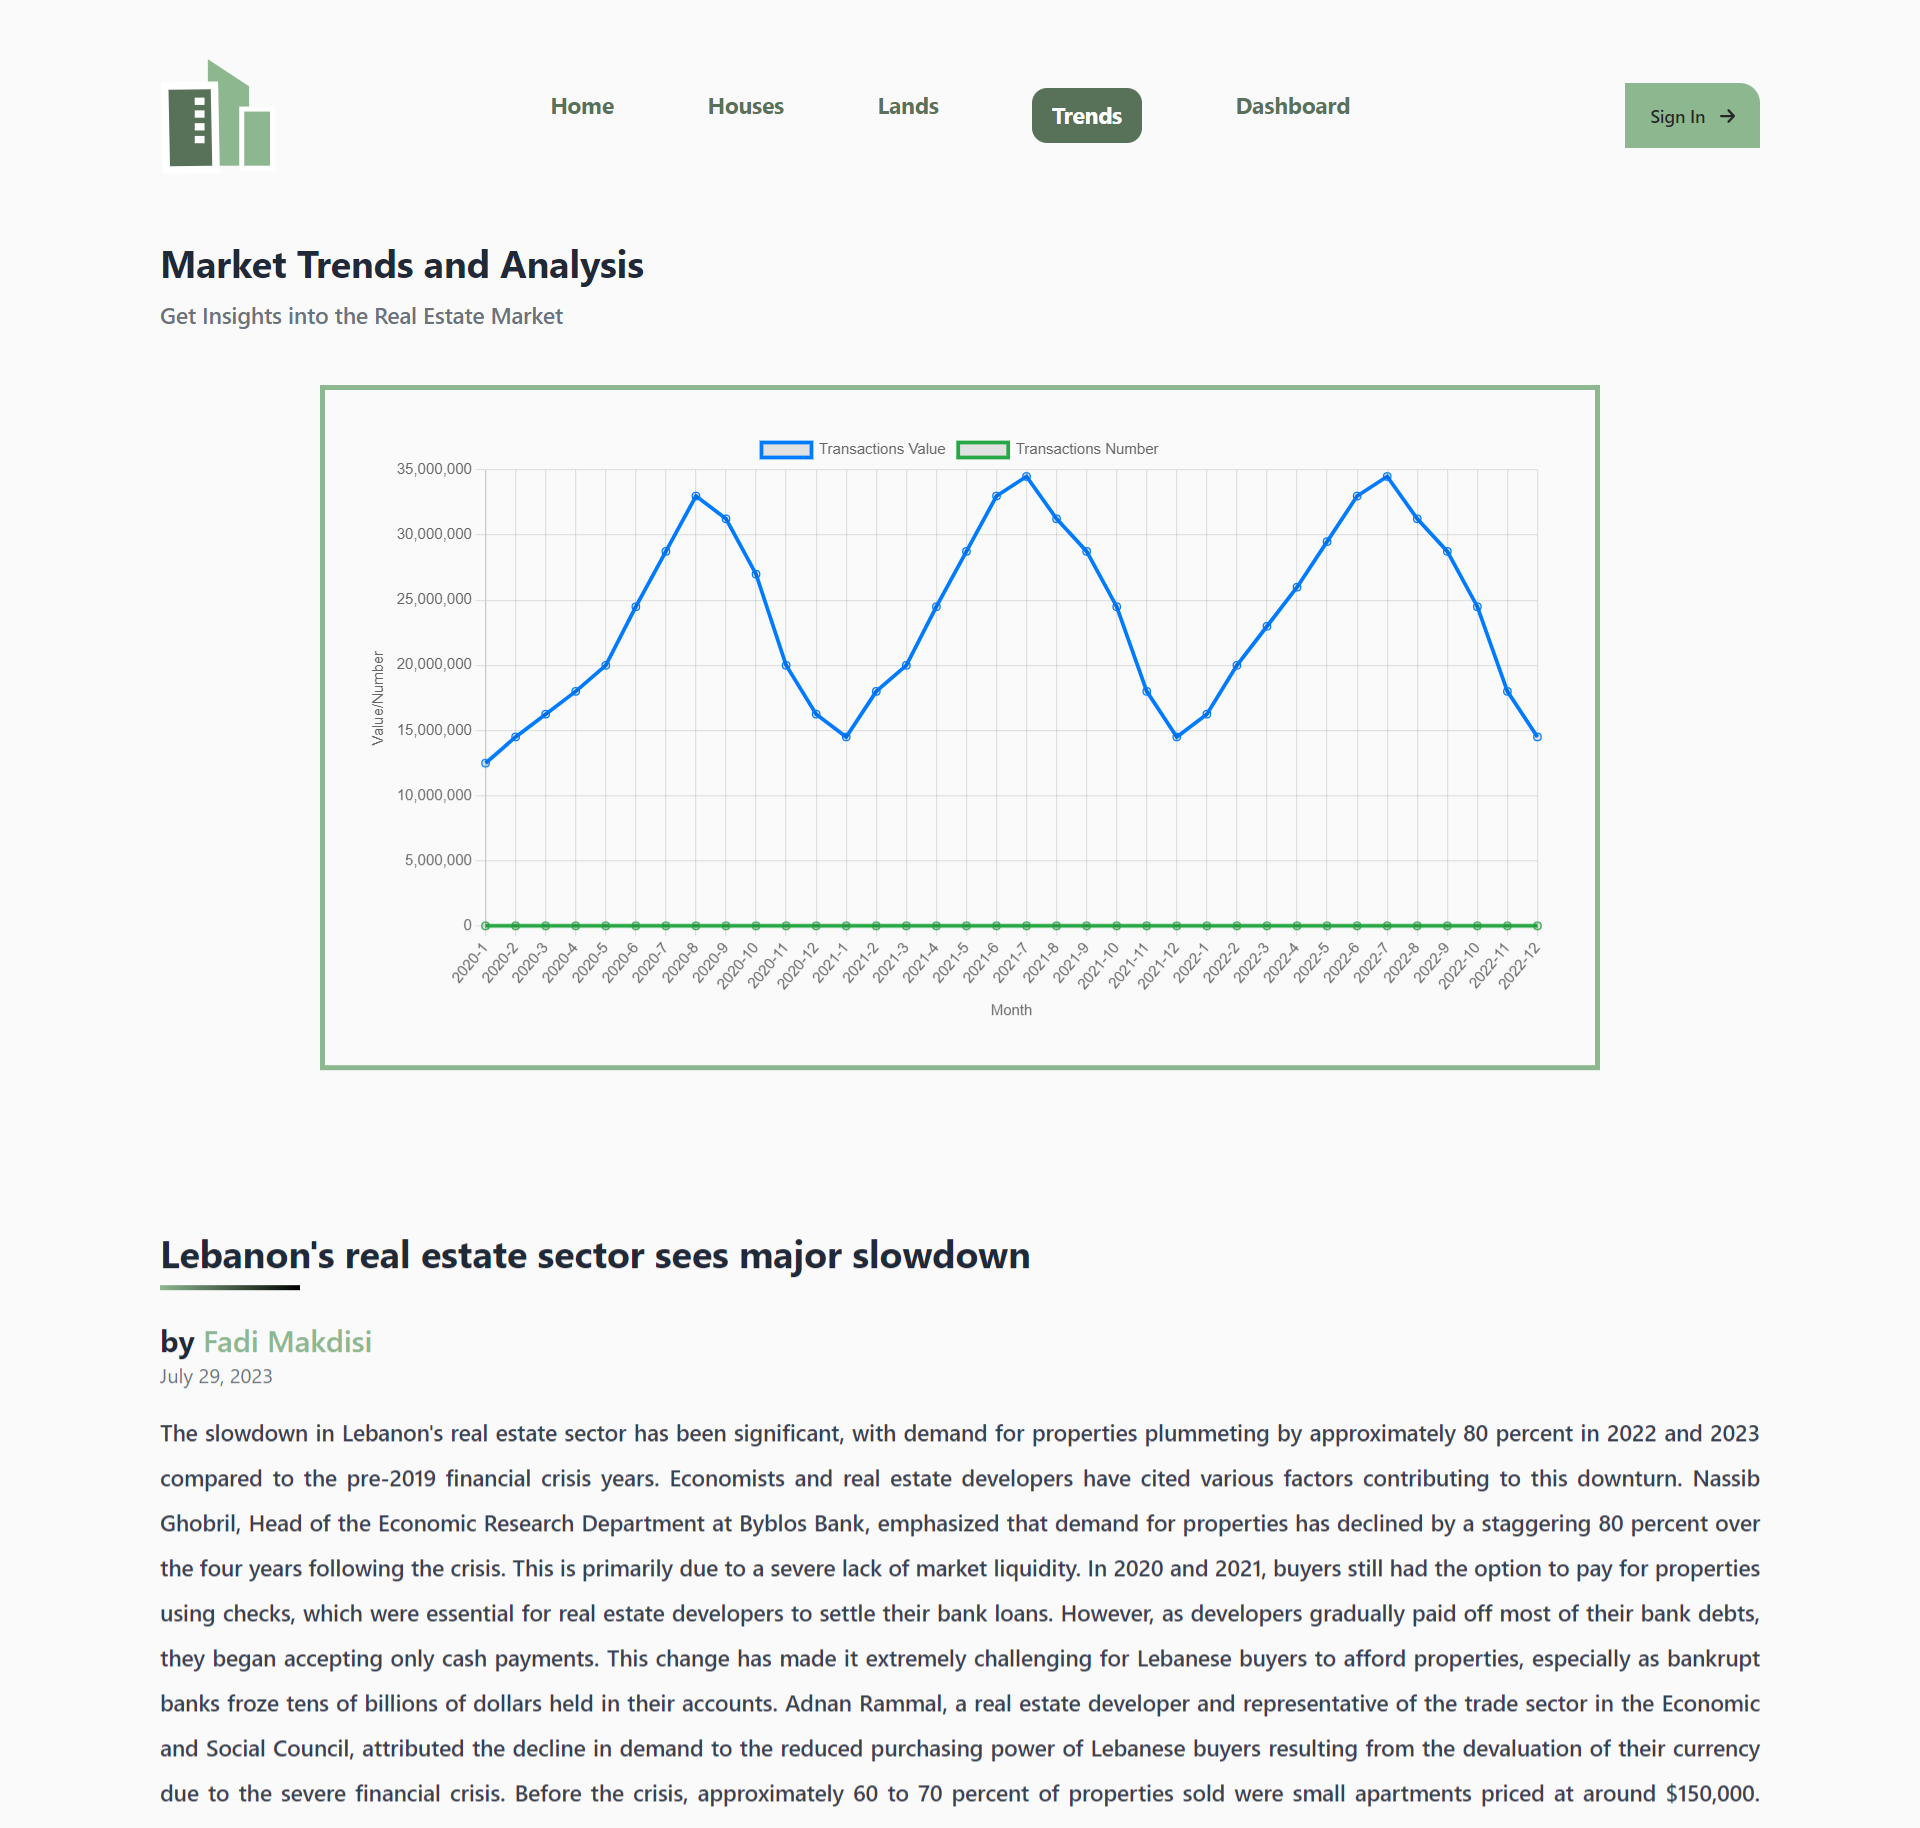 Home Houses Lands Trends Dashboard Sign In
Market Trends and Analysis
Get Insights into the Real Estate Market
Transactions Value Transactions Number
35,000,000
30,000,000
25,000,000
20,000,000
15,000,000
10,000,000
5,000,000
0
Value/Number
2020-1 2020-2 2020-3 2020-4 2020-5 2020-6 2020-7 2020-8 2020-9 2020-10 2020-11 2020-12 2021-1 2021-2 2021-3 2021-4 2021-5 2021-6 2021-7 2021-8 2021-9 2021-10 2021-11 2021-12 2022-1 2022-2 2022-3 2022-4 2022-5 2022-6 2022-7 2022-8 2022-9 2022-10 2022-11 2022-12
Month
Lebanon's real estate sector sees major slowdown
by Fadi Makdisi
July 29, 2023
The slowdown in Lebanon's real estate sector has been significant, with demand for properties plummeting by approximately 80 percent in 2022 and 2023
compared to the pre-2019 financial crisis years. Economists and real estate developers have cited various factors contributing to this downturn. Nassib
Ghobril, Head of the Economic Research Department at Byblos Bank, emphasized that demand for properties has declined by a staggering 80 percent over
the four years following the crisis. This is primarily due to a severe lack of market liquidity. In 2020 and 2021, buyers still had the option to pay for properties
using checks, which were essential for real estate developers to settle their bank loans. However, as developers gradually paid off most of their bank debts,
they began accepting only cash payments. This change has made it extremely challenging for Lebanese buyers to afford properties, especially as bankrupt
banks froze tens of billions of dollars held in their accounts. Adnan Rammal, a real estate developer and representative of the trade sector in the Economic
and Social Council, attributed the decline in demand to the reduced purchasing power of Lebanese buyers resulting from the devaluation of their currency
due to the severe financial crisis. Before the crisis, approximately 60 to 70 percent of properties sold were small apartments priced at around $150,000.